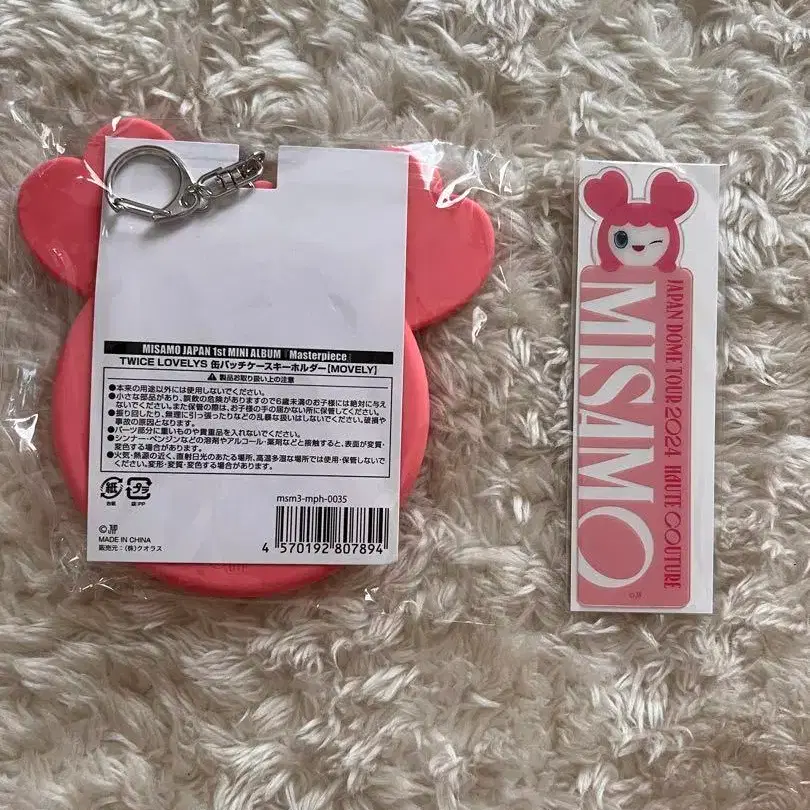 MISAMO JAPAN 1st MINI ALBUM「Masterpiece」
TWICE LOVELYS 缶バッチケースキーホルダー[MOVELY]
製品お取り扱い上の注意
●本来の用途以外には使用しないでください。
●小さな部品があり、誤飲の危険がありますので6歳未満のお子様には絶対に与
えないでください。また保管の際は、お子様の手の届かない所に保管してください。
●振り回したり、無理に引っ張ったりなどの乱暴な扱いはしないでください。破損や
事故の原因となります。
●パーツ部分に重いものや貴重品を入れないでください。
●シンナー・ベンジンなどの溶剤やアルコール・薬剤などと接触すると、表面が変質・
変色する場合があります。
●火気・熱源の近く、直射日光のあたる場所、高温多湿な場所では使用・保管しないで
ください。変形・変質・変色する場合があります。
紙
プラ
台紙
袋:PP
msm3-mph-0035
©JYP
MADE IN CHINA
販売元:(株)クオラス
4 570192 807894
JAPAN DOME TOUR 2024 HAUTE COUTURE
MISAMO
©JYP